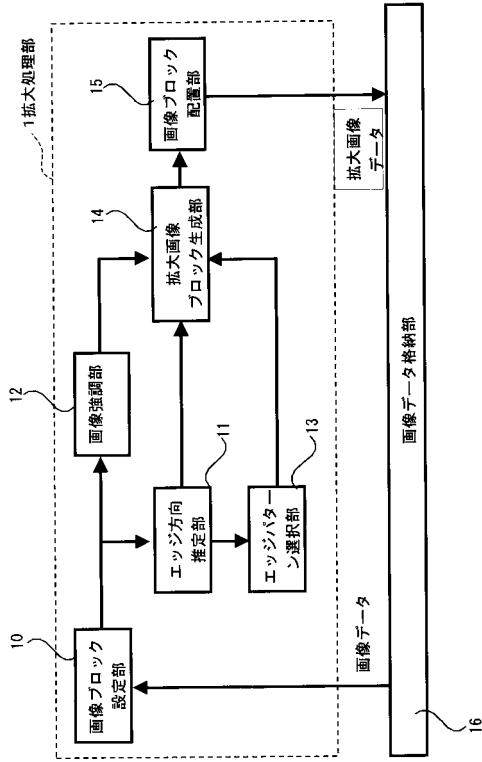 1拡大処理部
10
画像ブロック
設定部
12
画像強調部
エッジ方向
推定部
11
エッジパター
ン選択部
13
14
拡大画像
ブロック生成部
15
画像ブロック
配置部
画像データ
拡大画像
データ
画像データ格納部
16